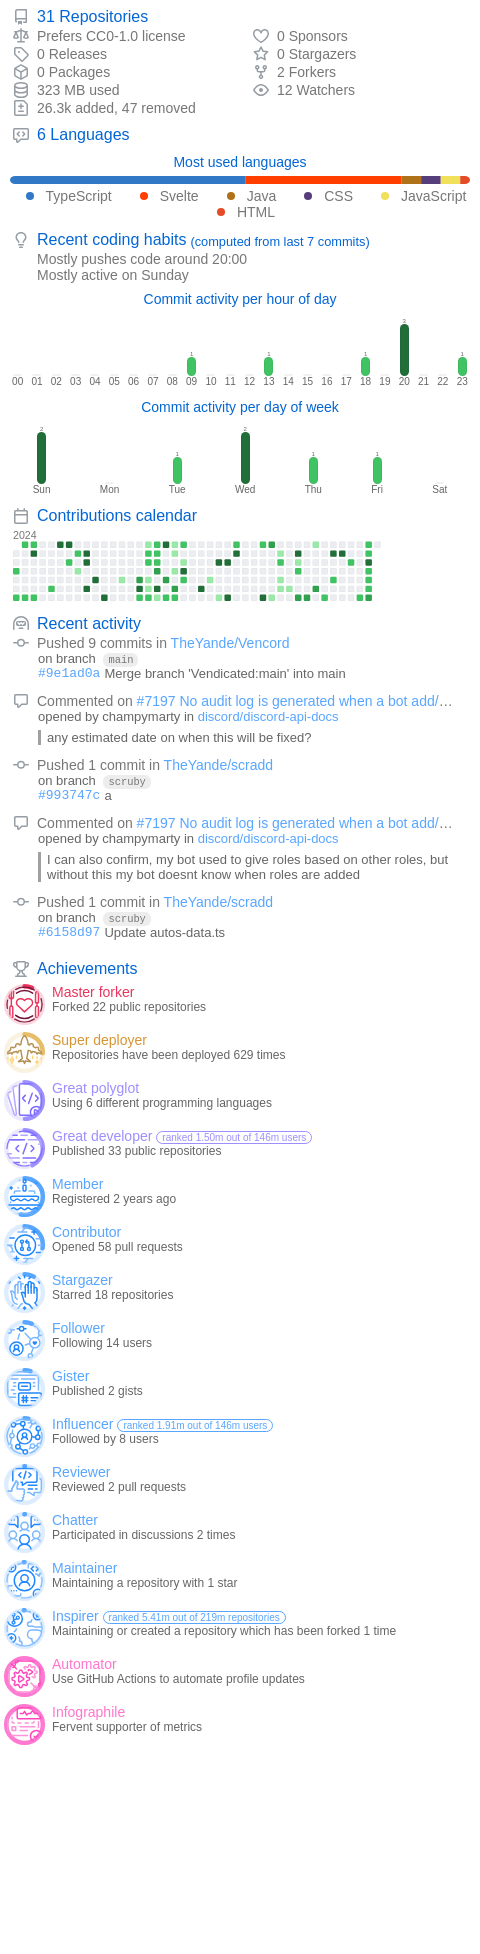 31 Repositories
Prefers CC0-1.0 license
0 Sponsors
0 Releases
0 Stargazers
0 Packages
2 Forkers
323 MB used
12 Watchers
26.3k added, 47 removed
6 Languages
Most used languages
TypeScript Svelte Java CSS JavaScript
HTML
Recent coding habits (computed from last 7 commits)
Mostly pushes code around 20:00
Mostly active on Sunday
Commit activity per hour of day
1 1 1 3 1
00 01 02 03 04 05 06 07 08 09 10 11 12 13 14 15 16 17 18 19 20 21 22 23
Commit activity per day of week
2 1 2 1 1
Sun Mon Tue Wed Thu Fri Sat
Contributions calendar
2024
Recent activity
Pushed 9 commits in TheYande/Vencord
on branch main
#9e1ad0a Merge branch 'Vendicated:main' into main
Commented on #7197 No audit log is generated when a bot add/…
opened by champymarty in discord/discord-api-docs
any estimated date on when this will be fixed?
Pushed 1 commit in TheYande/scradd
on branch scruby
#993747c a
Commented on #7197 No audit log is generated when a bot add/…
opened by champymarty in discord/discord-api-docs
I can also confirm, my bot used to give roles based on other roles, but
without this my bot doesnt know when roles are added
Pushed 1 commit in TheYande/scradd
on branch scruby
#6158d97 Update autos-data.ts
Achievements
Master forker
Forked 22 public repositories
Super deployer
Repositories have been deployed 629 times
Great polyglot
Using 6 different programming languages
Great developer ranked 1.50m out of 146m users
Published 33 public repositories
Member
Registered 2 years ago
Contributor
Opened 58 pull requests
Stargazer
Starred 18 repositories
Follower
Following 14 users
Gister
Published 2 gists
Influencer ranked 1.91m out of 146m users
Followed by 8 users
Reviewer
Reviewed 2 pull requests
Chatter
Participated in discussions 2 times
Maintainer
Maintaining a repository with 1 star
Inspirer ranked 5.41m out of 219m repositories
Maintaining or created a repository which has been forked 1 time
Automator
Use GitHub Actions to automate profile updates
Infographile
Fervent supporter of metrics